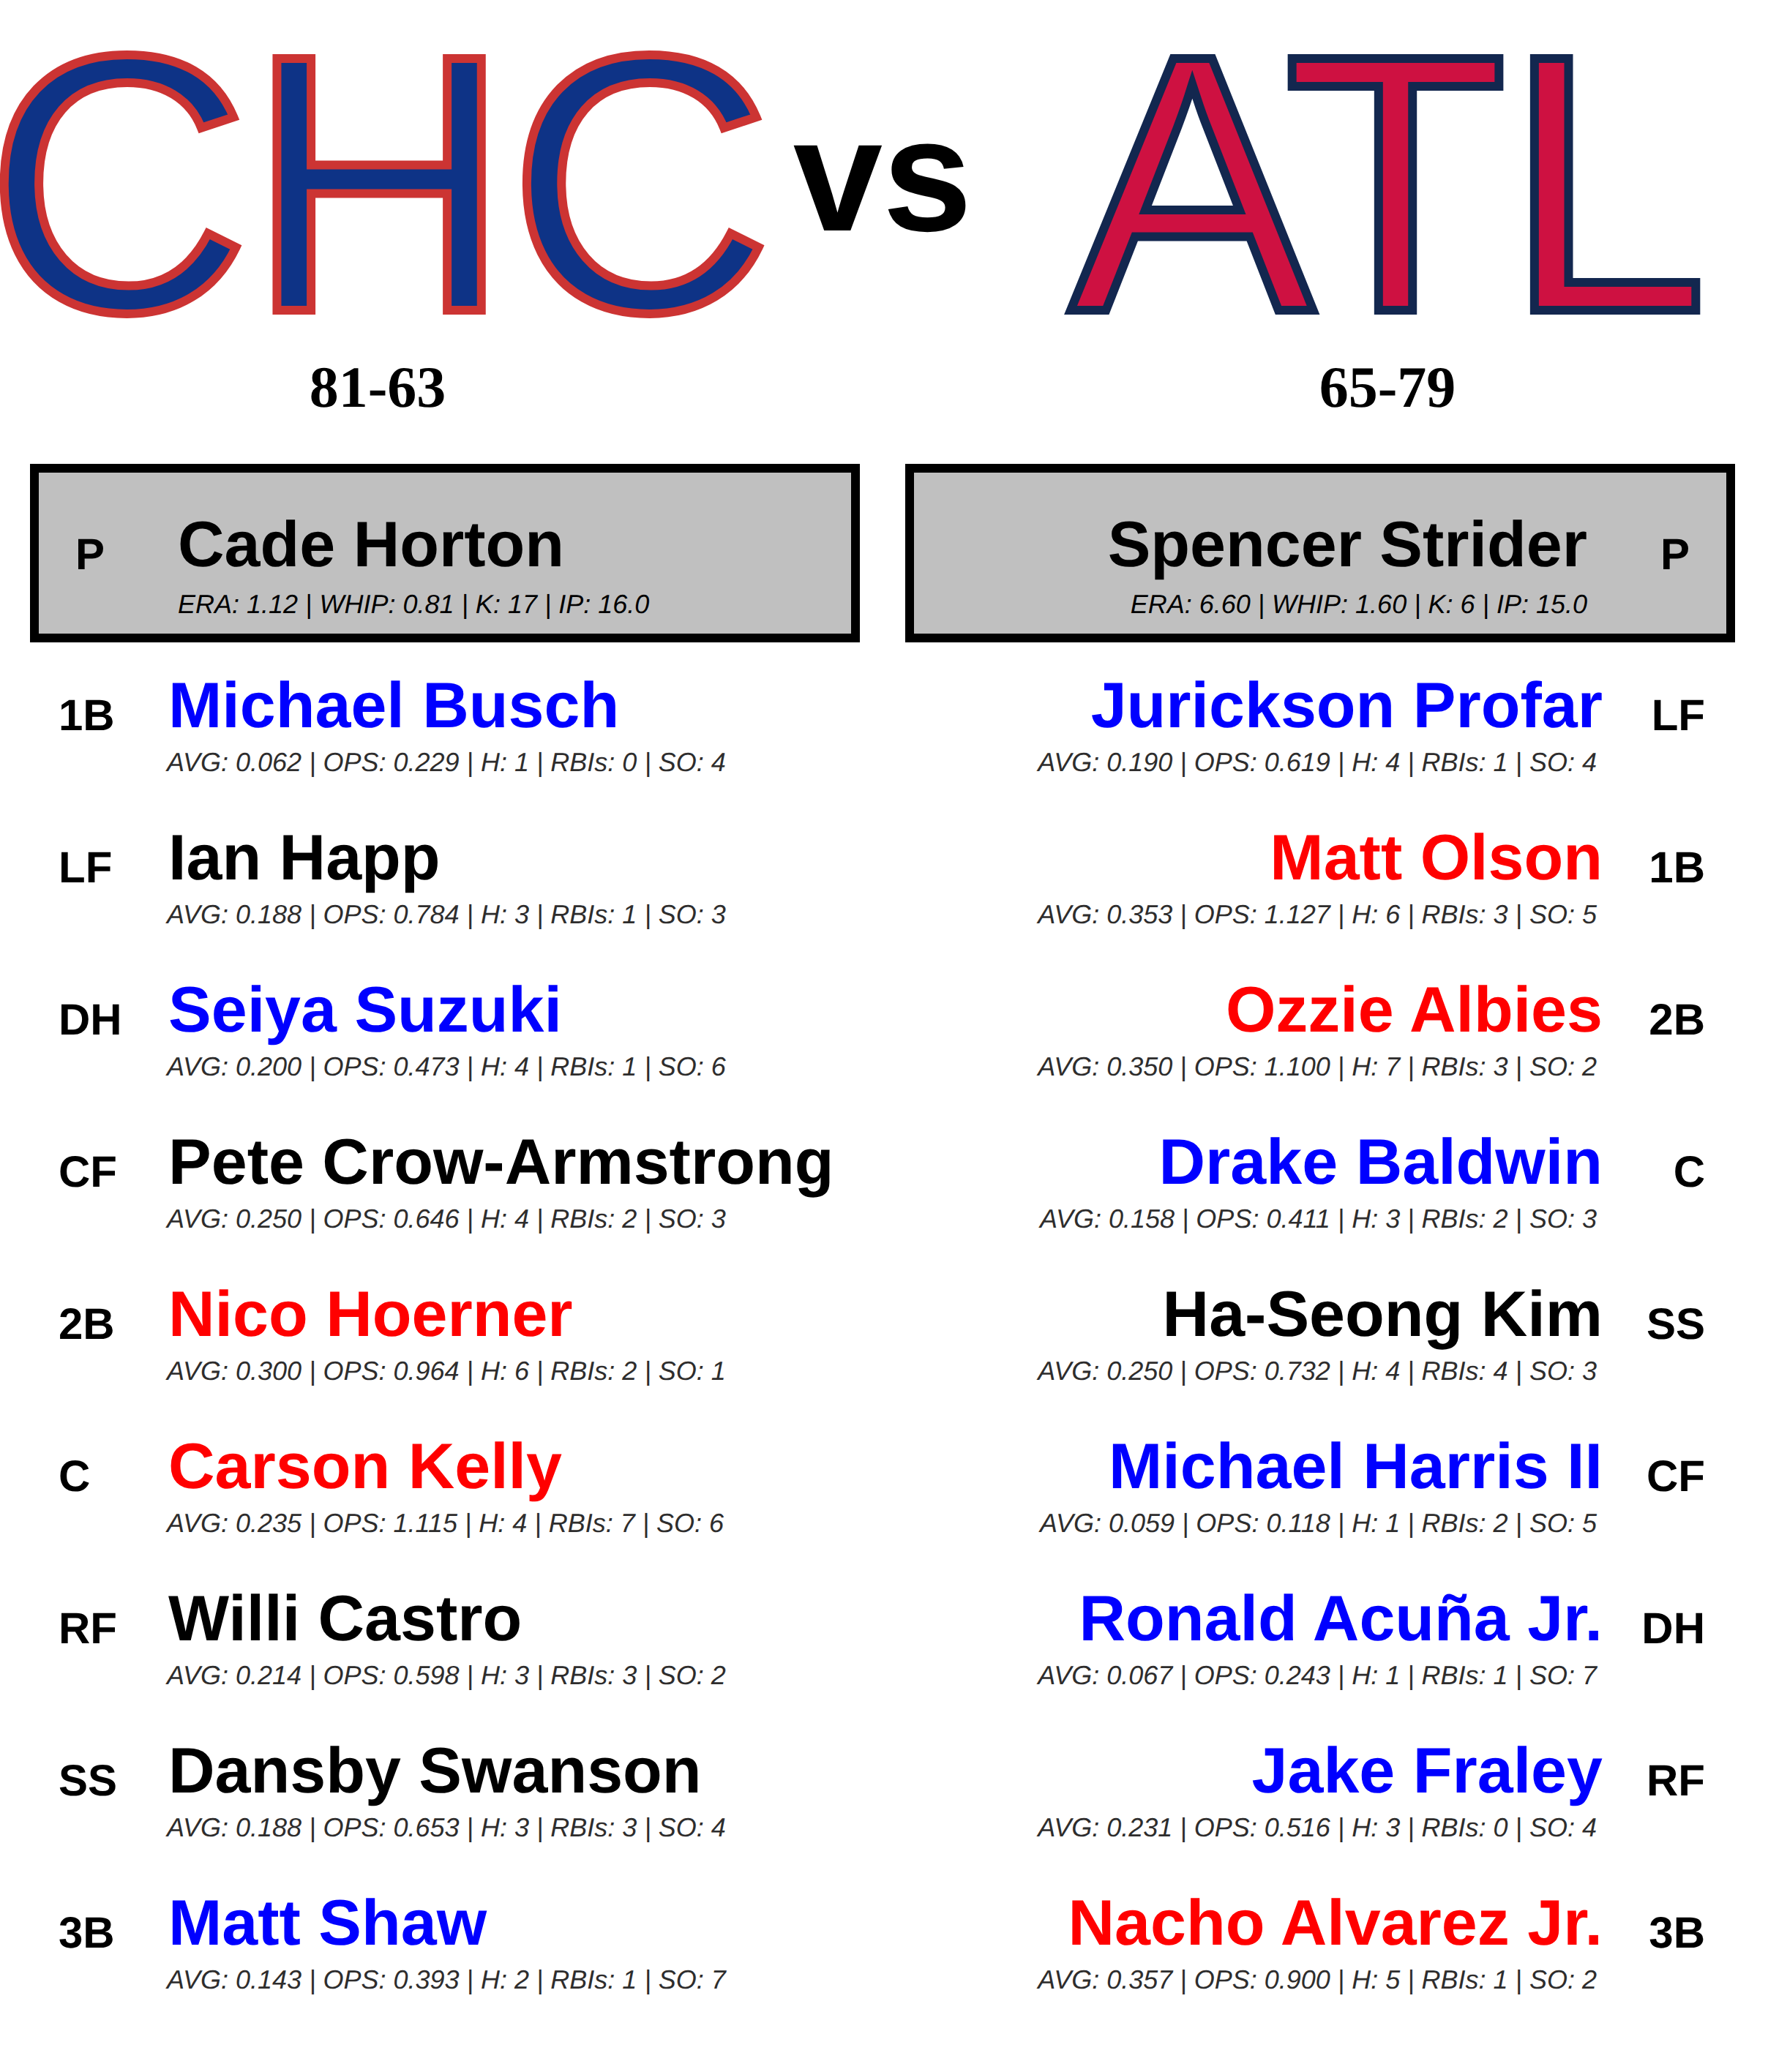 CHC vs ATL
81-63
65-79
P Cade Horton
ERA: 1.12 | WHIP: 0.81 | K: 17 | IP: 16.0
Spencer Strider P
ERA: 6.60 | WHIP: 1.60 | K: 6 | IP: 15.0
1B Michael Busch
AVG: 0.062 | OPS: 0.229 | H: 1 | RBIs: 0 | SO: 4
LF Ian Happ
AVG: 0.188 | OPS: 0.784 | H: 3 | RBIs: 1 | SO: 3
DH Seiya Suzuki
AVG: 0.200 | OPS: 0.473 | H: 4 | RBIs: 1 | SO: 6
CF Pete Crow-Armstrong
AVG: 0.250 | OPS: 0.646 | H: 4 | RBIs: 2 | SO: 3
2B Nico Hoerner
AVG: 0.300 | OPS: 0.964 | H: 6 | RBIs: 2 | SO: 1
C Carson Kelly
AVG: 0.235 | OPS: 1.115 | H: 4 | RBIs: 7 | SO: 6
RF Willi Castro
AVG: 0.214 | OPS: 0.598 | H: 3 | RBIs: 3 | SO: 2
SS Dansby Swanson
AVG: 0.188 | OPS: 0.653 | H: 3 | RBIs: 3 | SO: 4
3B Matt Shaw
AVG: 0.143 | OPS: 0.393 | H: 2 | RBIs: 1 | SO: 7
Jurickson Profar LF
AVG: 0.190 | OPS: 0.619 | H: 4 | RBIs: 1 | SO: 4
Matt Olson 1B
AVG: 0.353 | OPS: 1.127 | H: 6 | RBIs: 3 | SO: 5
Ozzie Albies 2B
AVG: 0.350 | OPS: 1.100 | H: 7 | RBIs: 3 | SO: 2
Drake Baldwin C
AVG: 0.158 | OPS: 0.411 | H: 3 | RBIs: 2 | SO: 3
Ha-Seong Kim SS
AVG: 0.250 | OPS: 0.732 | H: 4 | RBIs: 4 | SO: 3
Michael Harris II CF
AVG: 0.059 | OPS: 0.118 | H: 1 | RBIs: 2 | SO: 5
Ronald Acuña Jr. DH
AVG: 0.067 | OPS: 0.243 | H: 1 | RBIs: 1 | SO: 7
Jake Fraley RF
AVG: 0.231 | OPS: 0.516 | H: 3 | RBIs: 0 | SO: 4
Nacho Alvarez Jr. 3B
AVG: 0.357 | OPS: 0.900 | H: 5 | RBIs: 1 | SO: 2